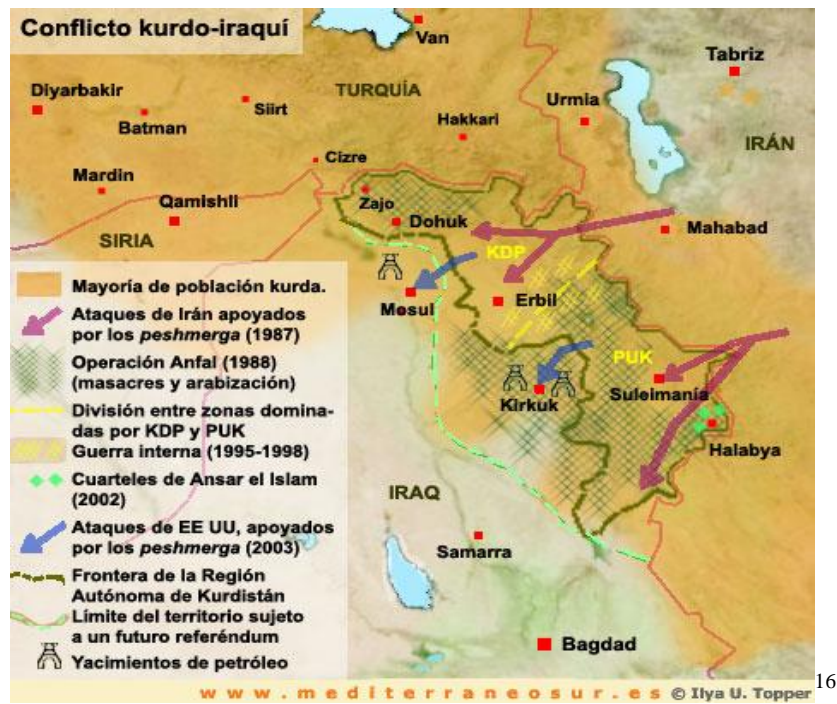 Conflicto kurdo-iraquí
Van
Tabriz
Diyarbakir
TURQUÍA
Siirt
Urmia
Batman
Hakkari
IRÁN
Cizre
Mardin
Zajo
Qamishli
Dohuk
Mahabad
SIRIA
KDP
Mosul
Erbil
PUK
Suleimanía
Kirkuk
Halabya
IRAQ
Samarra
Bagdad
Mayoría de población kurda.
Ataques de Irán apoyados
por los peshmerga (1987)
Operación Anfal (1988)
(masacres y arabización)
División entre zonas domina-
das por KDP y PUK
Guerra interna (1995-1998)
Cuarteles de Ansar el Islam
(2002)
Ataques de EE UU, apoyados
por los peshmerga (2003)
Frontera de la Región
Autónoma de Kurdistán
Límite del territorio sujeto
a un futuro referéndum
Yacimientos de petróleo
www.mediterraneosur.es © Ilya U. Topper
16